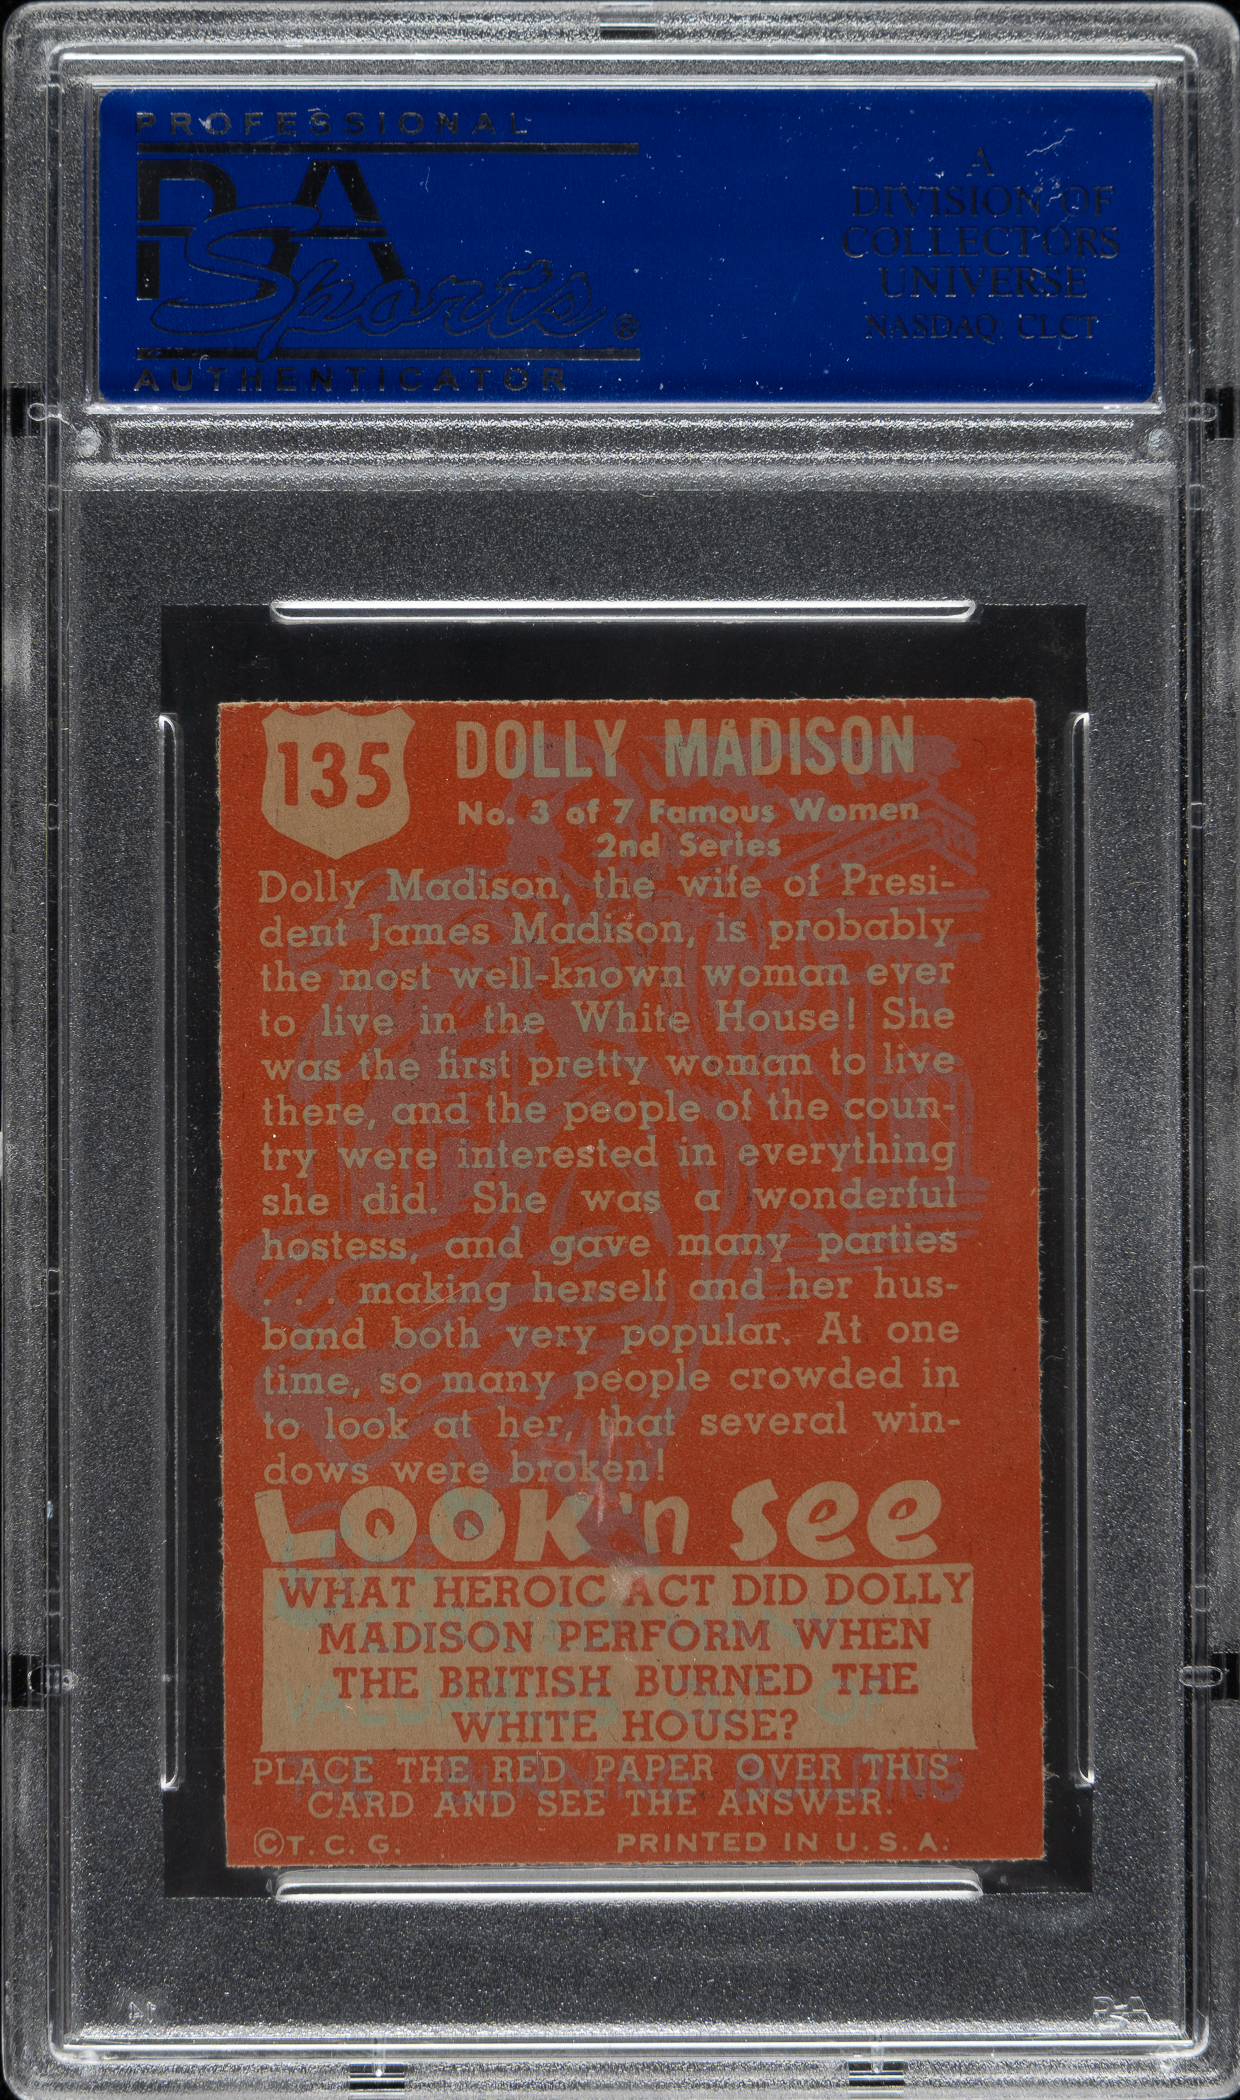 PROFESSIONAL
PSA
Sports®
AUTHENTICATOR
A
DIVISION OF
COLLECTORS
UNIVERSE
NASDAQ: CLCT
135
DOLLY MADISON
No. 3 of 7 Famous Women
2nd Series
Dolly Madison, the wife of Presi-
dent James Madison, is probably
the most well-known woman ever
to live in the White House! She
was the first pretty woman to live
there, and the people of the coun-
try were interested in everything
she did. She was a wonderful
hostess, and gave many parties
. . . making herself and her hus-
band both very popular. At one
time, so many people crowded in
to look at her, that several win-
dows were broken!
LOOK 'n See
WHAT HEROIC ACT DID DOLLY
MADISON PERFORM WHEN
THE BRITISH BURNED THE
WHITE HOUSE?
PLACE THE RED PAPER OVER THIS
CARD AND SEE THE ANSWER.
©T. C. G. PRINTED IN U. S. A.
PSA